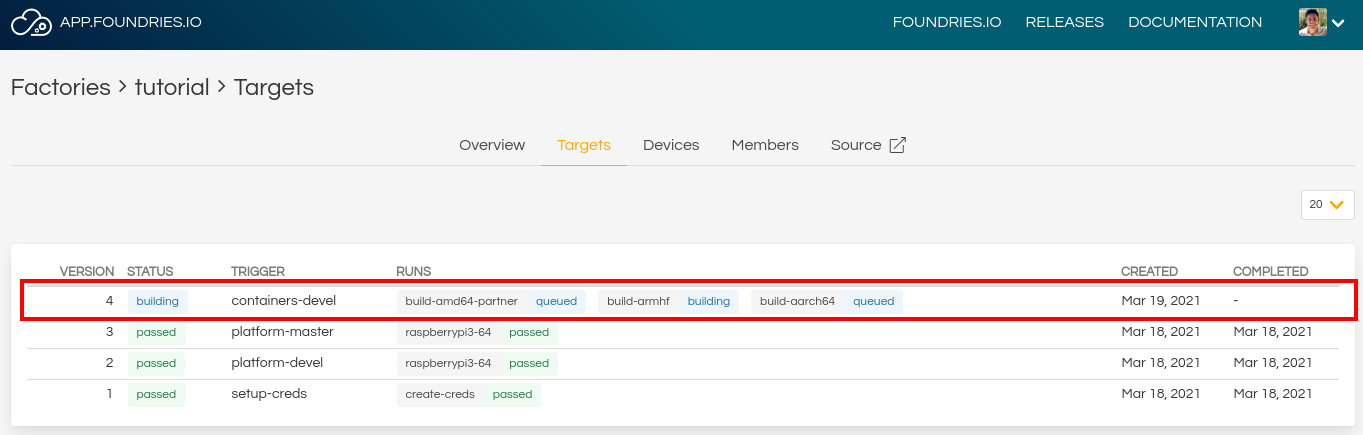 APP.FOUNDRIES.IO FOUNDRIES.IO RELEASES DOCUMENTATION
Factories > tutorial > Targets
Overview Targets Devices Members Source
20
VERSION STATUS TRIGGER RUNS CREATED COMPLETED
4 building containers-devel build-amd64-partner queued build-armhf building build-aarch64 queued Mar 19, 2021 -
3 passed platform-master raspberrypi3-64 passed Mar 18, 2021 Mar 18, 2021
2 passed platform-devel raspberrypi3-64 passed Mar 18, 2021 Mar 18, 2021
1 passed setup-creds create-creds passed Mar 18, 2021 Mar 18, 2021